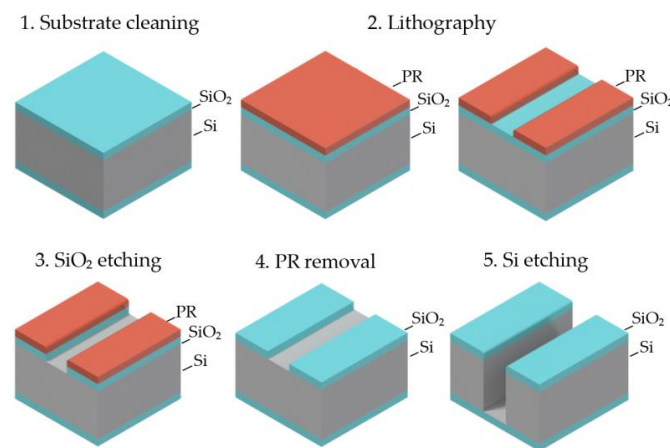 1. Substrate cleaning
2. Lithography
SiO₂
Si
PR
SiO₂
Si
PR
SiO₂
Si
3. SiO₂ etching
4. PR removal
5. Si etching
PR
SiO₂
Si
SiO₂
Si
SiO₂
Si